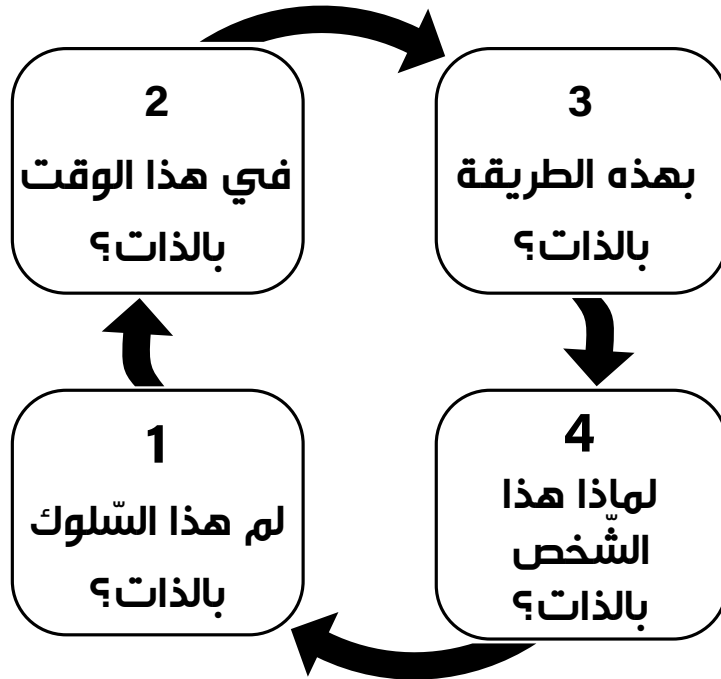 1
لم هذا السّلوك
بالذات؟
2
في هذا الوقت
بالذات؟
3
بهذه الطريقة
بالذات؟
4
لماذا هذا
الشّخص
بالذات؟